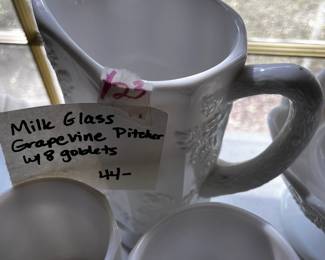 $23
Milk Glass
Grapevine Pitcher
w/ 8 goblets
44-